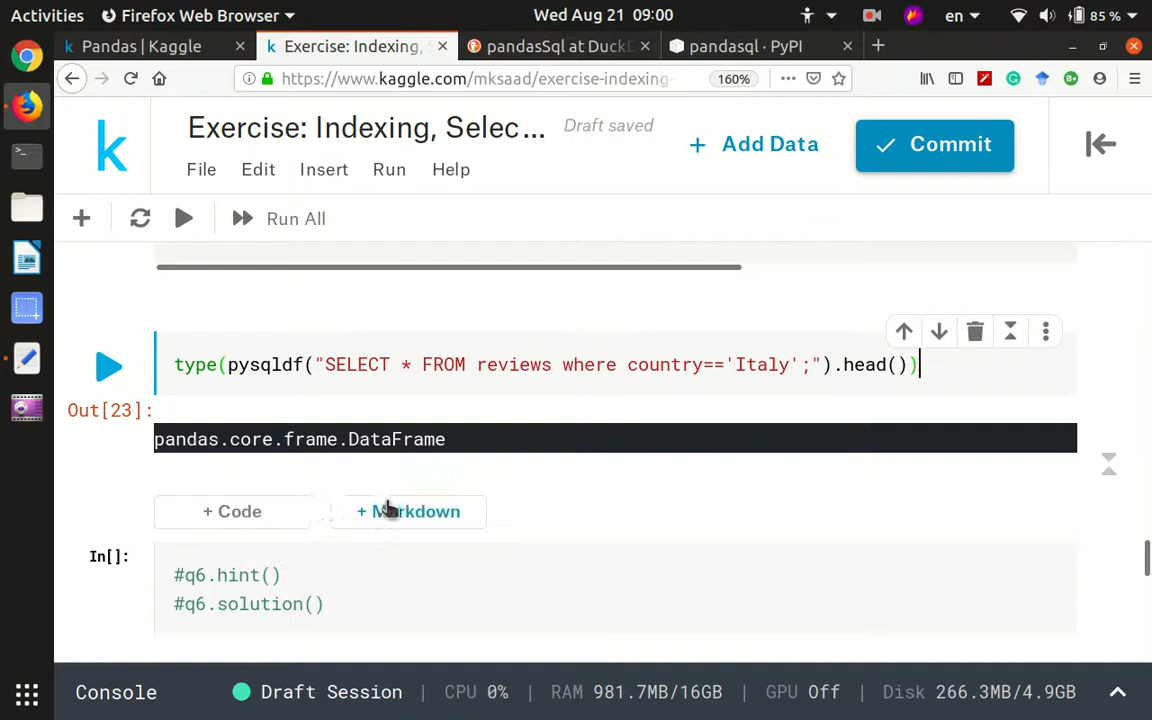 Activities Firefox Web Browser Wed Aug 21 09:00 en 85 %
k Pandas | Kaggle × k Exercise: Indexing, × pandasSql at DuckD × pandasql · PyPI ×
https://www.kaggle.com/mksaad/exercise-indexing- 160%
k Exercise: Indexing, Selec... Draft saved + Add Data Commit
File Edit Insert Run Help
Run All
type(pysqldf("SELECT * FROM reviews where country=='Italy';").head())
Out[23]:
pandas.core.frame.DataFrame
+ Code + Markdown
In[]:
#q6.hint()
#q6.solution()
Console Draft Session | CPU 0% | RAM 981.7MB/16GB | GPU Off | Disk 266.3MB/4.9GB